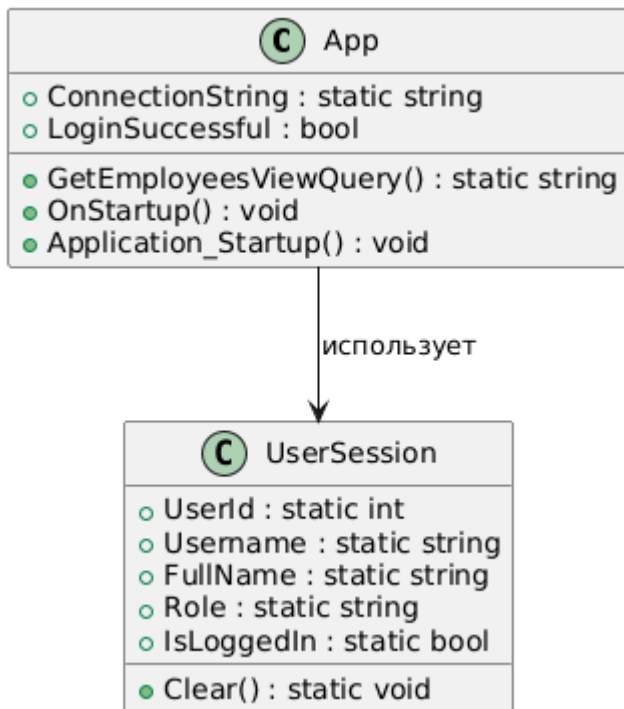 C App
ConnectionString : static string
LoginSuccessful : bool
GetEmployeesViewQuery() : static string
OnStartup() : void
Application_Startup() : void
использует
C UserSession
UserId : static int
Username : static string
FullName : static string
Role : static string
IsLoggedIn : static bool
Clear() : static void